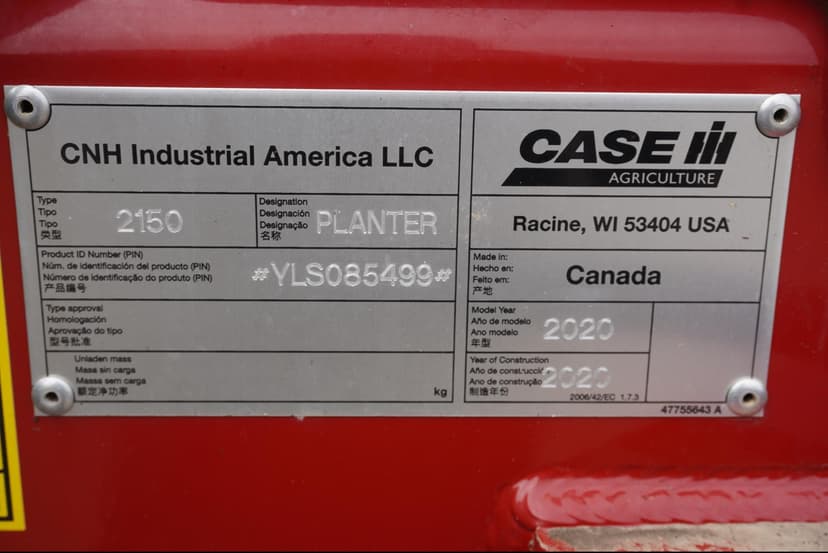 CNH Industrial America LLC
Type
Tipo
Tipo
类型
2150
Designation
Designación
Designação
名称
PLANTER
Product ID Number (PIN)
Núm. de identificación del producto (PIN)
Número de identificação do produto (PIN)
产品编号
#YLS085499#
Type approval
Homologación
Aprovação do tipo
型号批准
Unladen mass
Masa sin carga
Massa sem carga
额定净功率
kg
CASE IH
AGRICULTURE
Racine, WI 53404 USA
Made in:
Hecho en:
Feito em:
产地
Canada
Model Year
Año de modelo
Ano modelo
年型
2020
Year of Construction
Año de construcció
Ano de construção
制造年份
2020
2006/42/EC 1.7.3
47755643 A